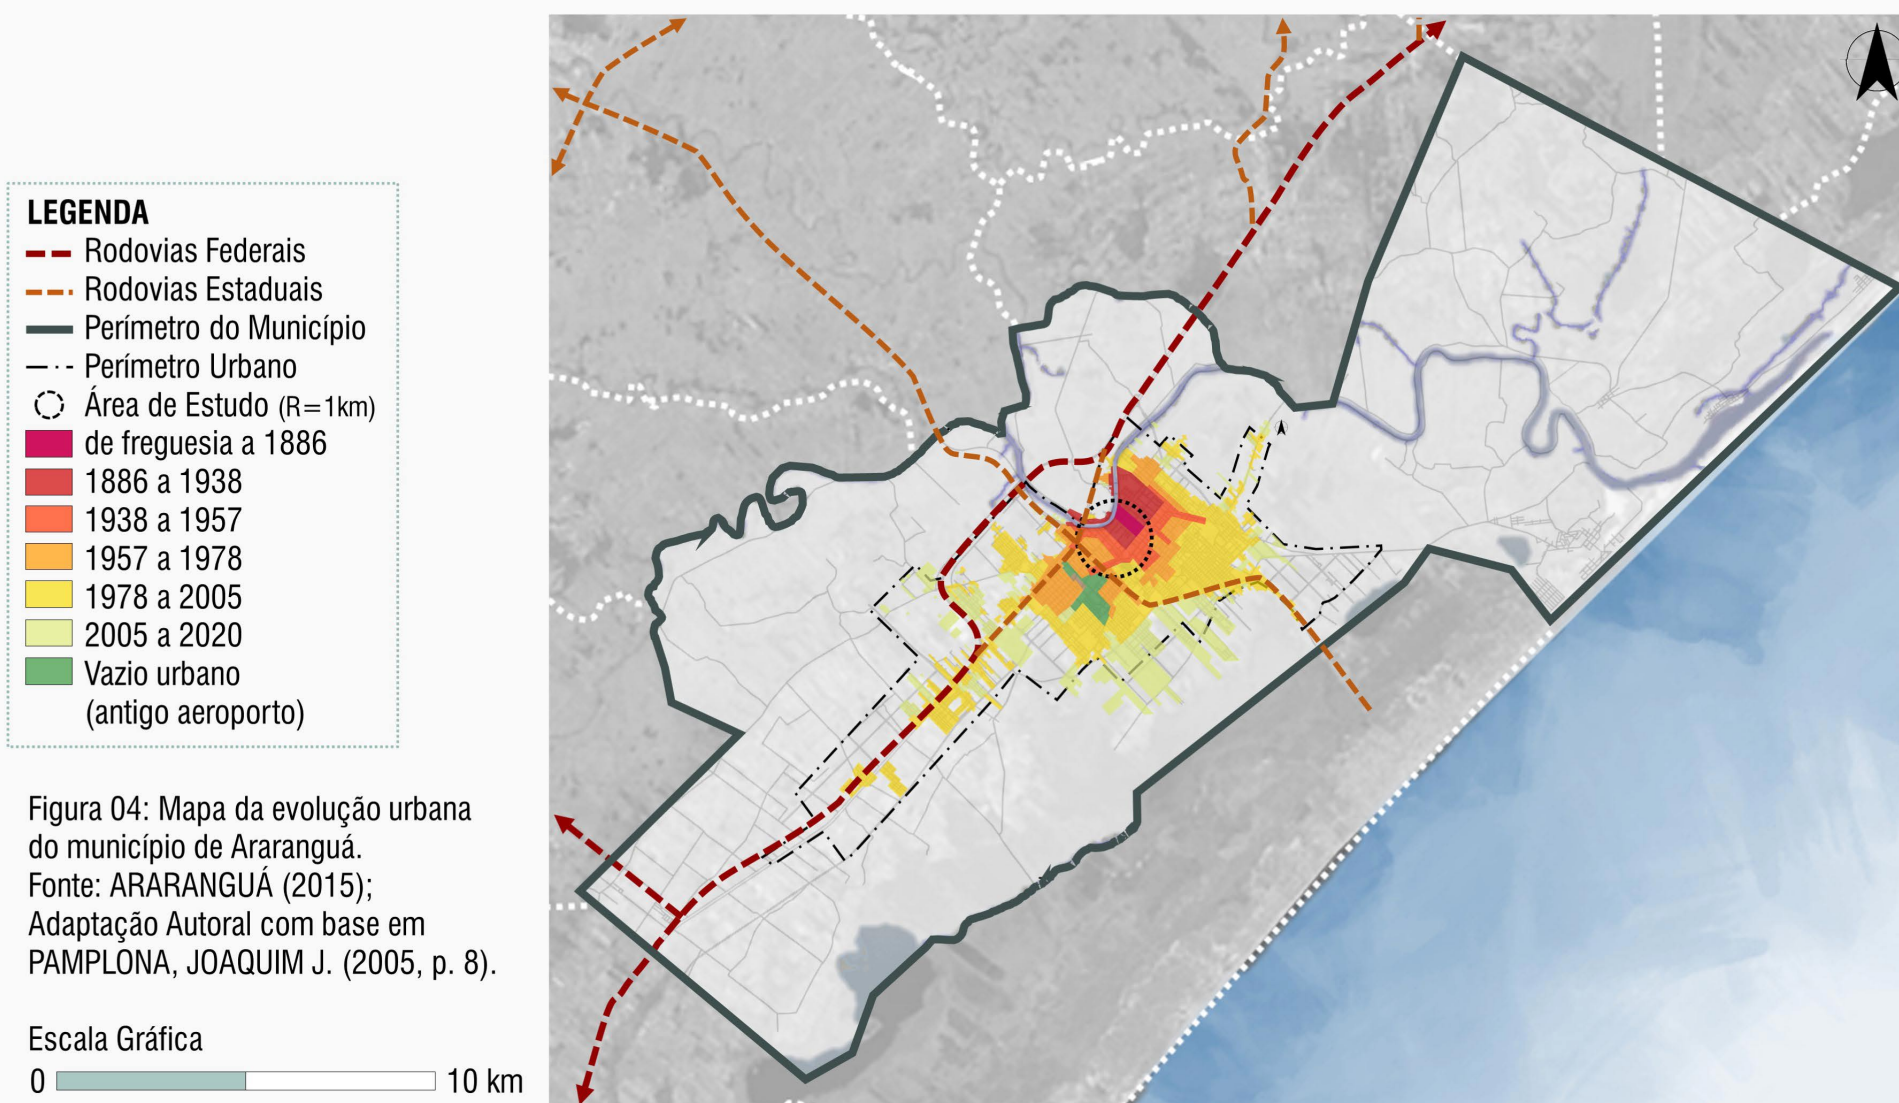 LEGENDA
Rodovias Federais
Rodovias Estaduais
Perímetro do Município
Perímetro Urbano
Área de Estudo (R=1km)
de freguesia a 1886
1886 a 1938
1938 a 1957
1957 a 1978
1978 a 2005
2005 a 2020
Vazio urbano
(antigo aeroporto)
Figura 04: Mapa da evolução urbana
do município de Araranguá.
Fonte: ARARANGUÁ (2015);
Adaptação Autoral com base em
PAMPLONA, JOAQUIM J. (2005, p. 8).
Escala Gráfica
0 10 km